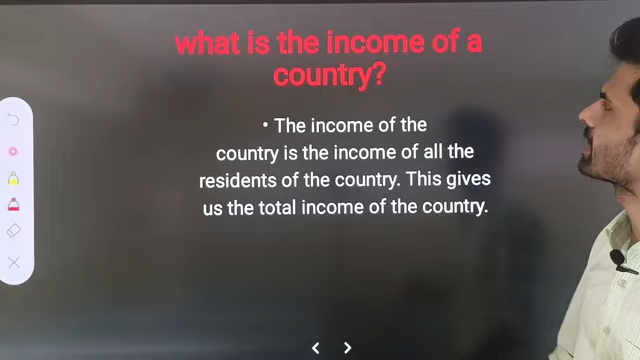 what is the income of a
country?
• The income of the
country is the income of all the
residents of the country. This gives
us the total income of the country.